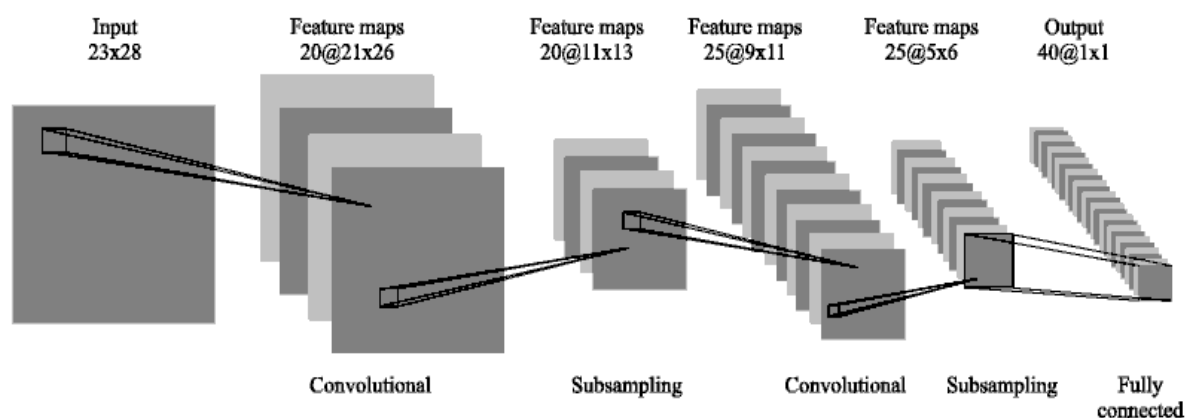 Input
23x28
Feature maps
20@21x26
Feature maps
20@11x13
Feature maps
25@9x11
Feature maps
25@5x6
Output
40@1x1
Convolutional
Subsampling
Convolutional
Subsampling
Fully
connected